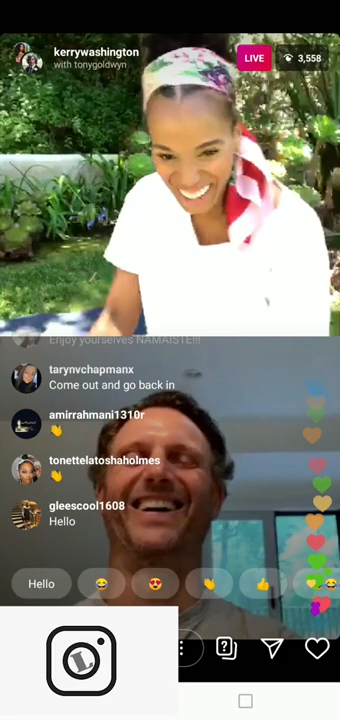 kerrywashington
with tonygoldwyn
LIVE
3,558
Enjoy yourselves NAMAISTE!!!
tarynvchapmanx
Come out and go back in
amirrahmani1310r
👋
tonettelatoshaholmes
👋
gleescool1608
Hello
Hello 😂 😍 👋 👍
L